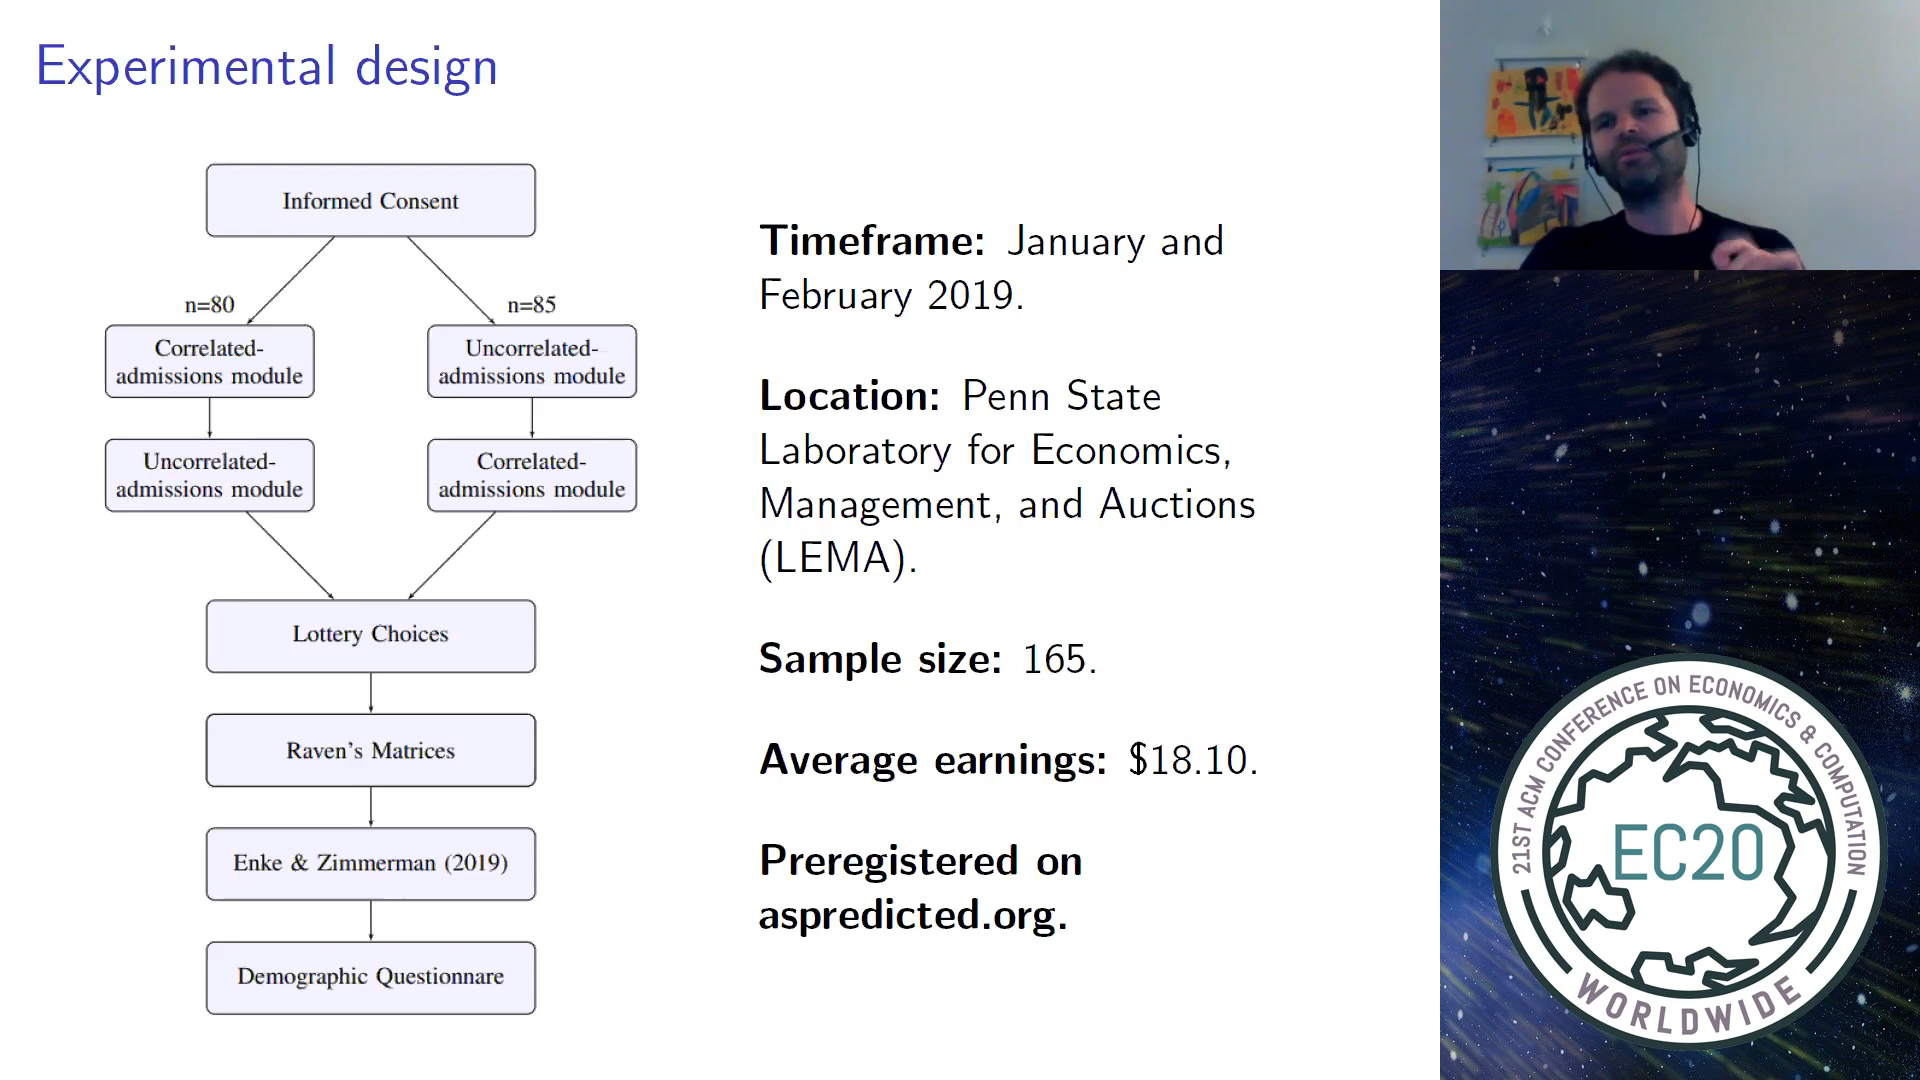 Experimental design
Informed Consent
n=80
n=85
Correlated-
admissions module
Uncorrelated-
admissions module
Uncorrelated-
admissions module
Correlated-
admissions module
Lottery Choices
Raven's Matrices
Enke & Zimmerman (2019)
Demographic Questionnare
Timeframe: January and
February 2019.
Location: Penn State
Laboratory for Economics,
Management, and Auctions
(LEMA).
Sample size: 165.
Average earnings: $18.10.
Preregistered on
aspredicted.org.
21ST ACM CONFERENCE ON ECONOMICS & COMPUTATION
EC20
WORLDWIDE